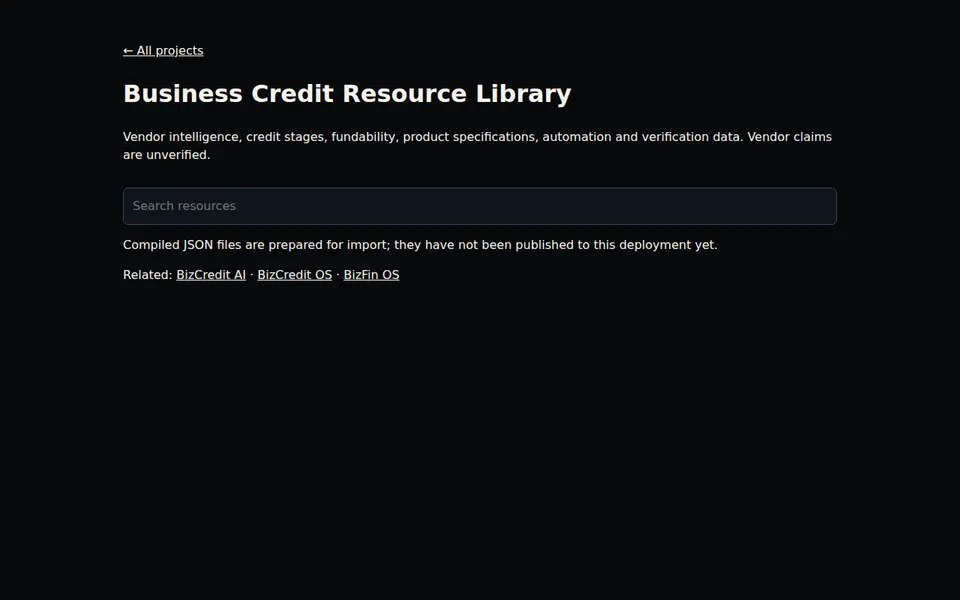 ← All projects
Business Credit Resource Library
Vendor intelligence, credit stages, fundability, product specifications, automation and verification data. Vendor claims
are unverified.
Search resources
Compiled JSON files are prepared for import; they have not been published to this deployment yet.
Related: BizCredit AI · BizCredit OS · BizFin OS